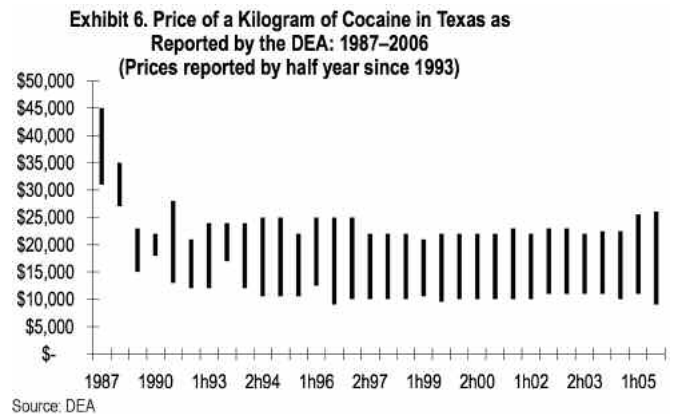 Exhibit 6. Price of a Kilogram of Cocaine in Texas as
Reported by the DEA: 1987–2006
(Prices reported by half year since 1993)
$50,000
$45,000
$40,000
$35,000
$30,000
$25,000
$20,000
$15,000
$10,000
$5,000
$-
1987 1990 1h93 2h94 1h96 2h97 1h99 2h00 1h02 2h03 1h05
Source: DEA